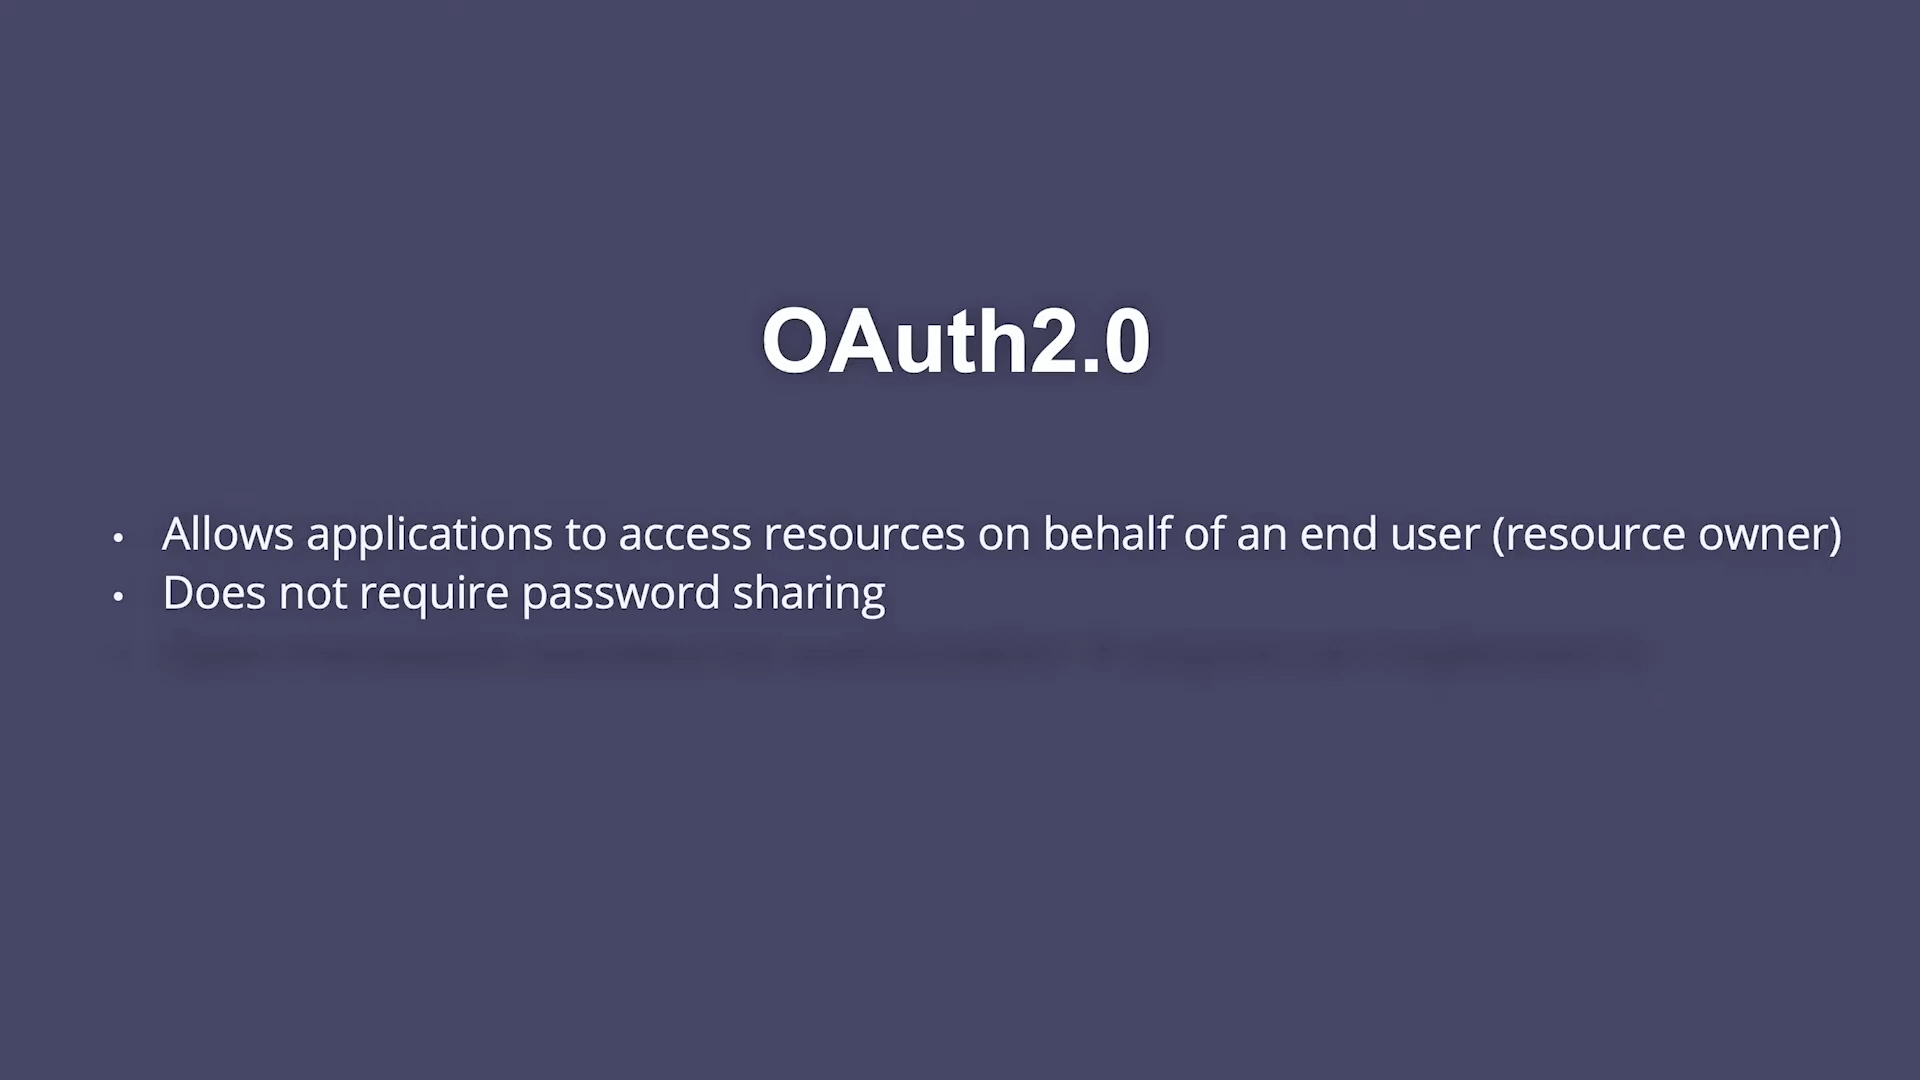 OAuth2.0
• Allows applications to access resources on behalf of an end user (resource owner)
• Does not require password sharing